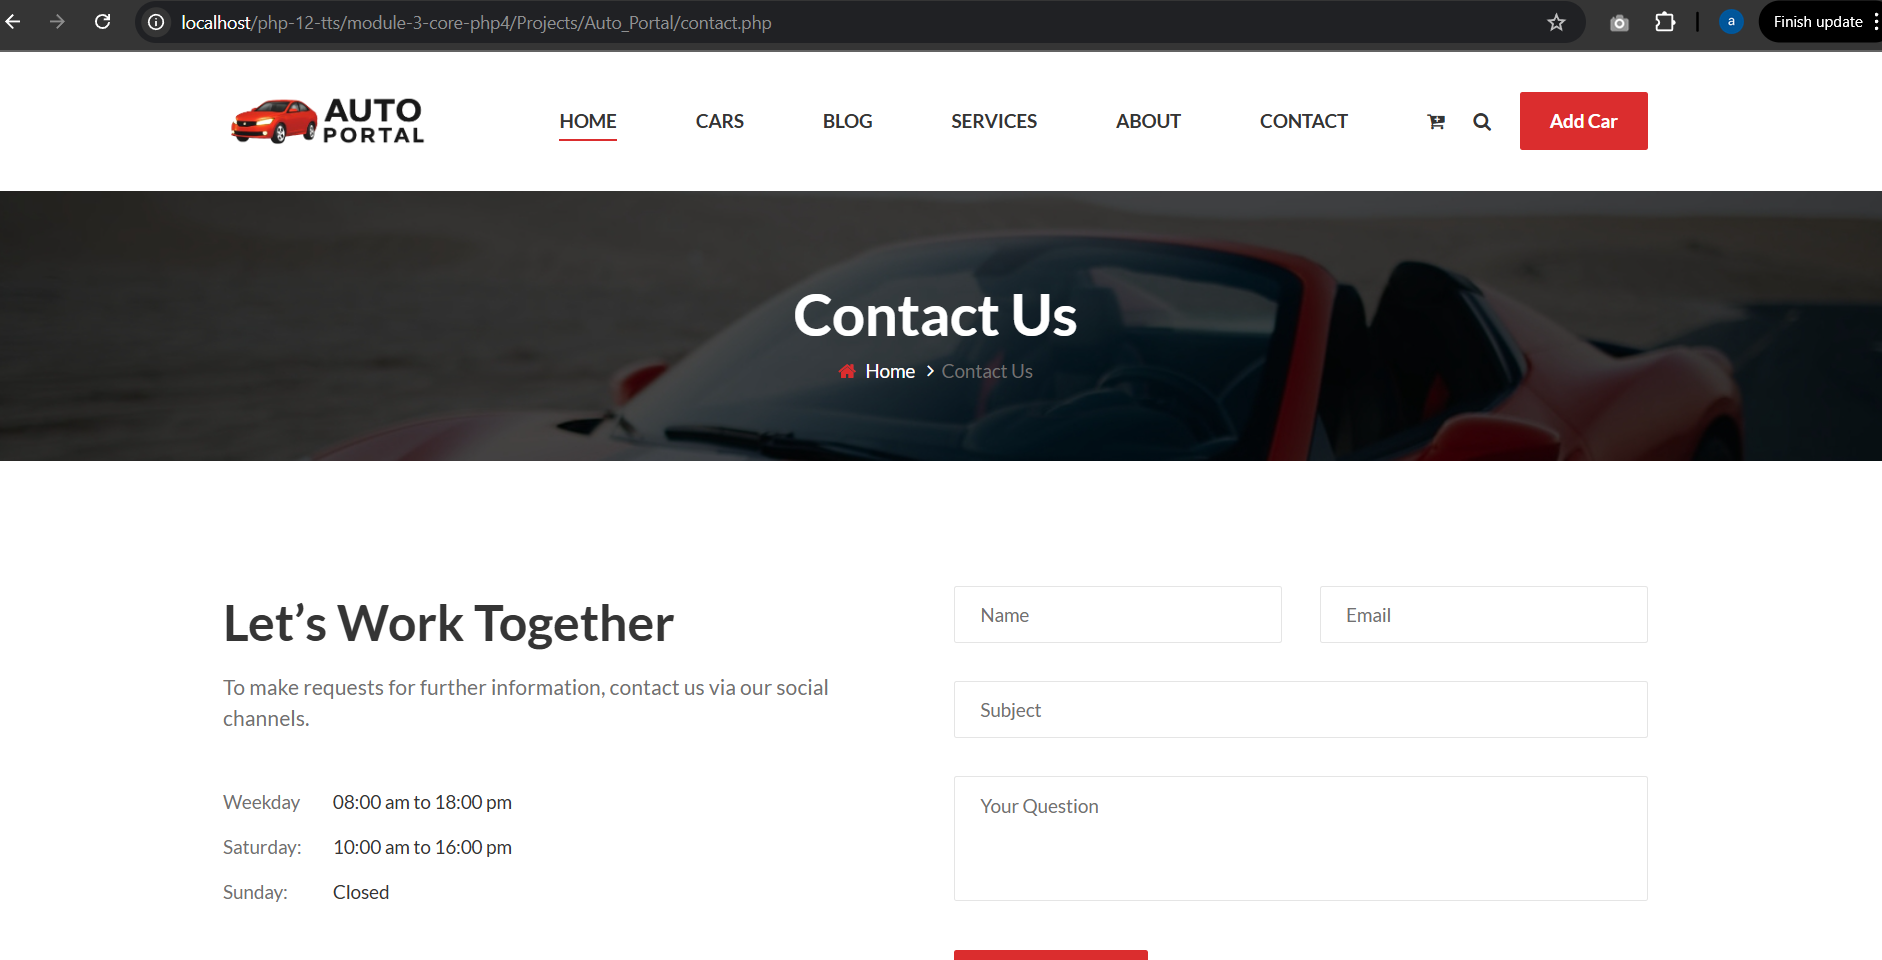 localhost/php-12-tts/module-3-core-php4/Projects/Auto_Portal/contact.php
a
Finish update
AUTO
PORTAL
HOME
CARS
BLOG
SERVICES
ABOUT
CONTACT
Add Car
Contact Us
Home
Contact Us
Let’s Work Together
To make requests for further information, contact us via our social
channels.
Weekday 08:00 am to 18:00 pm
Saturday: 10:00 am to 16:00 pm
Sunday: Closed
Name
Email
Subject
Your Question